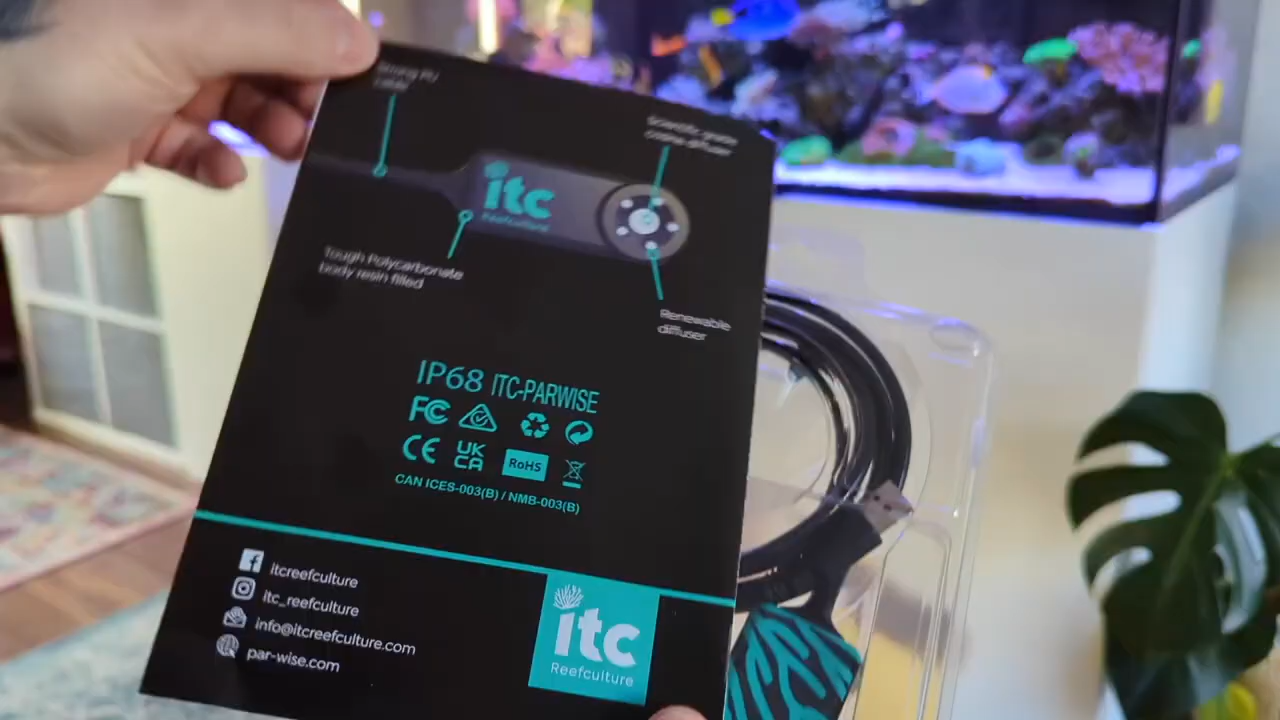 Strong PU
cable
Scientific grade
cosine diffuser
itc
Reefculture
Tough Polycarbonate
body resin filled
Renewable
diffuser
IP68 ITC-PARWISE
FC
CE UK
CA RoHS
CAN ICES-003(B) / NMB-003(B)
itcreefculture
itc_reefculture
info@itcreefculture.com
par-wise.com
itc
Reefculture